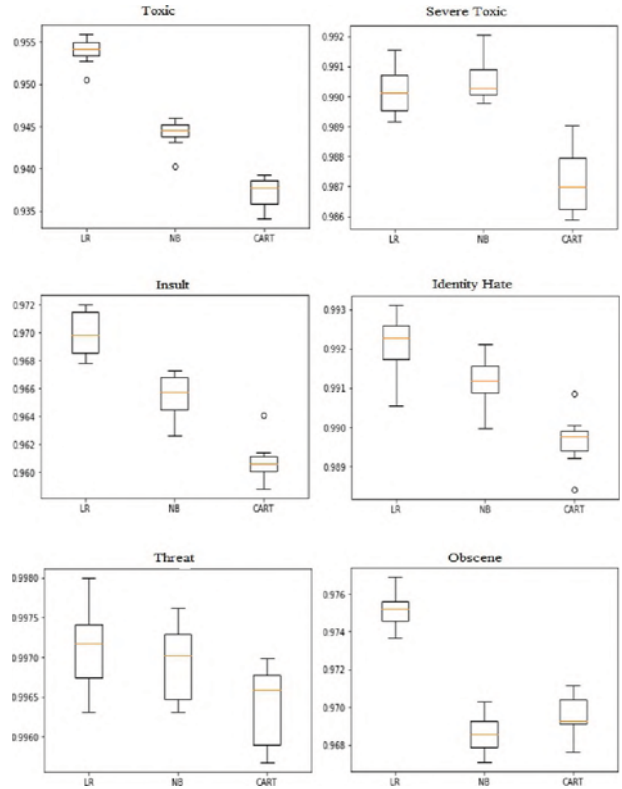 Toxic
0.955
0.950
0.945
0.940
0.935
LR
NB
CART
Severe Toxic
0.992
0.991
0.990
0.989
0.988
0.987
0.986
LR
NB
CART
Insult
0.972
0.970
0.968
0.966
0.964
0.962
0.960
LR
NB
CART
Identity Hate
0.993
0.992
0.991
0.990
0.989
LR
NB
CART
Threat
0.9980
0.9975
0.9970
0.9965
0.9960
LR
NB
CART
Obscene
0.976
0.974
0.972
0.970
0.968
LR
NB
CART